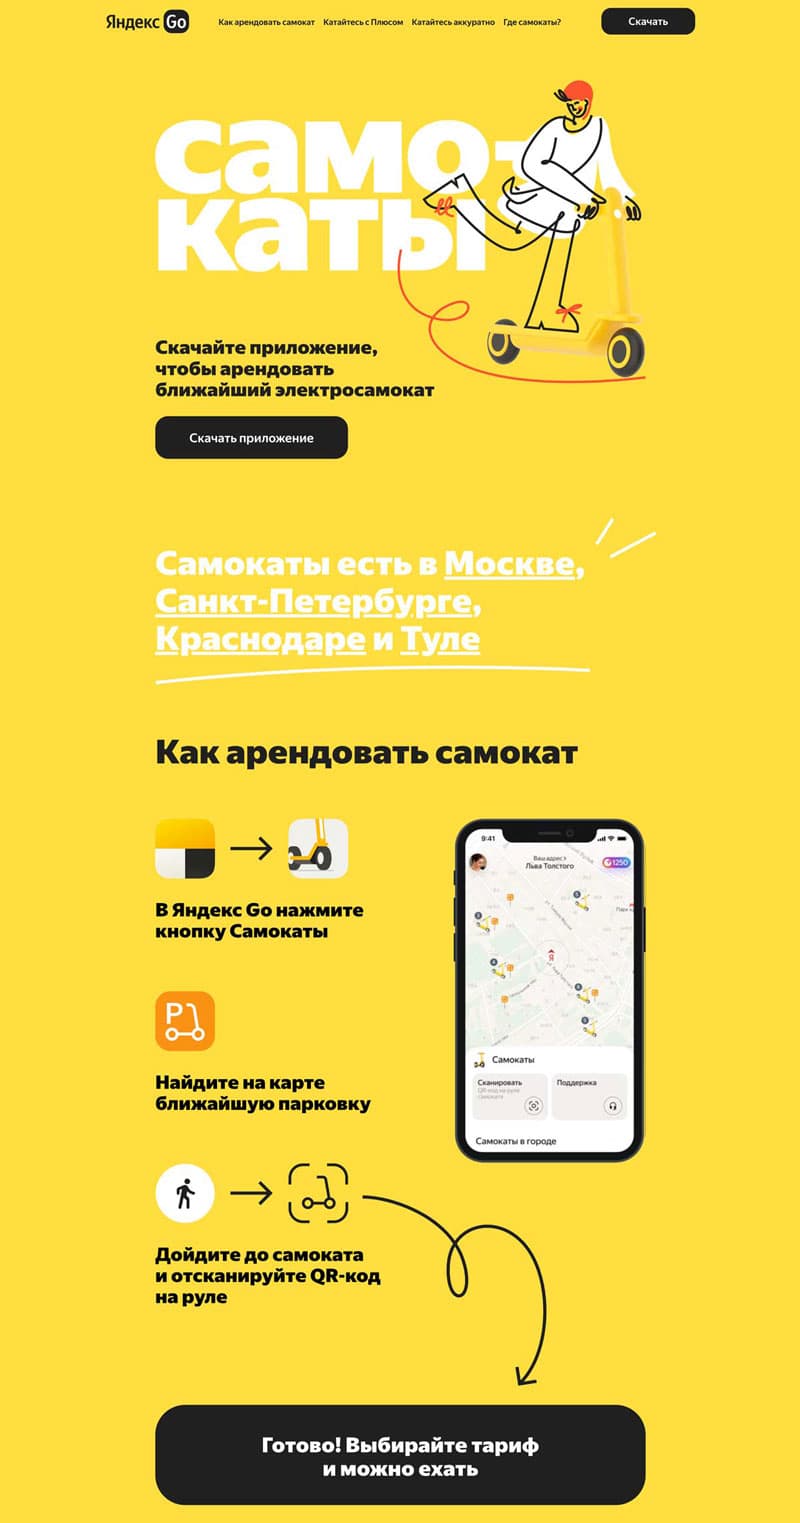 Яндекс Go
Как арендовать самокат
Катайтесь с Плюсом
Катайтесь аккуратно
Где самокаты?
Скачать
само-
каты
Скачайте приложение,
чтобы арендовать
ближайший электросамокат
Скачать приложение
Самокаты есть в Москве,
Санкт-Петербурге,
Краснодаре и Туле
Как арендовать самокат
В Яндекс Go нажмите
кнопку Самокаты
9:41
Ваш адрес
Льва Толстого
1250
Самокаты
Сканировать
QR-код на руле
самоката
Поддержка
Самокаты в городе
P
Найдите на карте
ближайшую парковку
Дойдите до самоката
и отсканируйте QR-код
на руле
Готово! Выбирайте тариф
и можно ехать